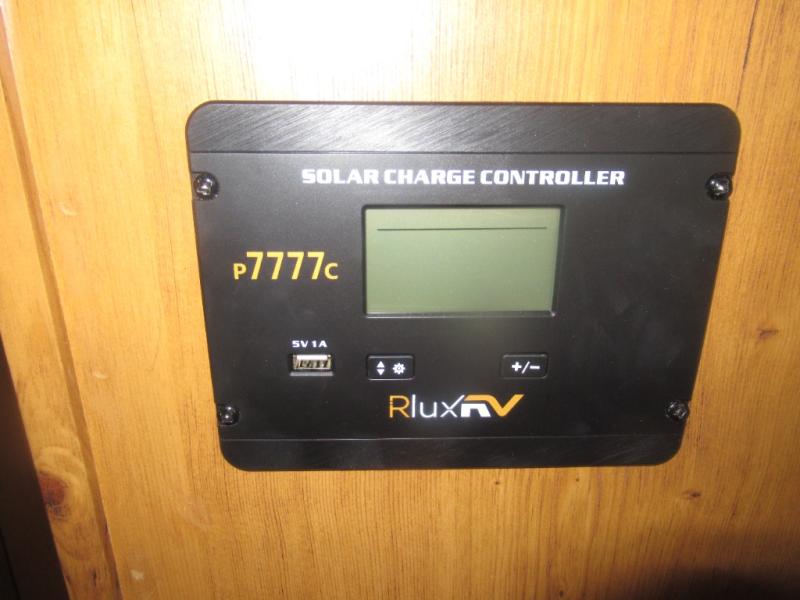 SOLAR CHARGE CONTROLLER
P7777C
5V 1A
+/−
RluxRV